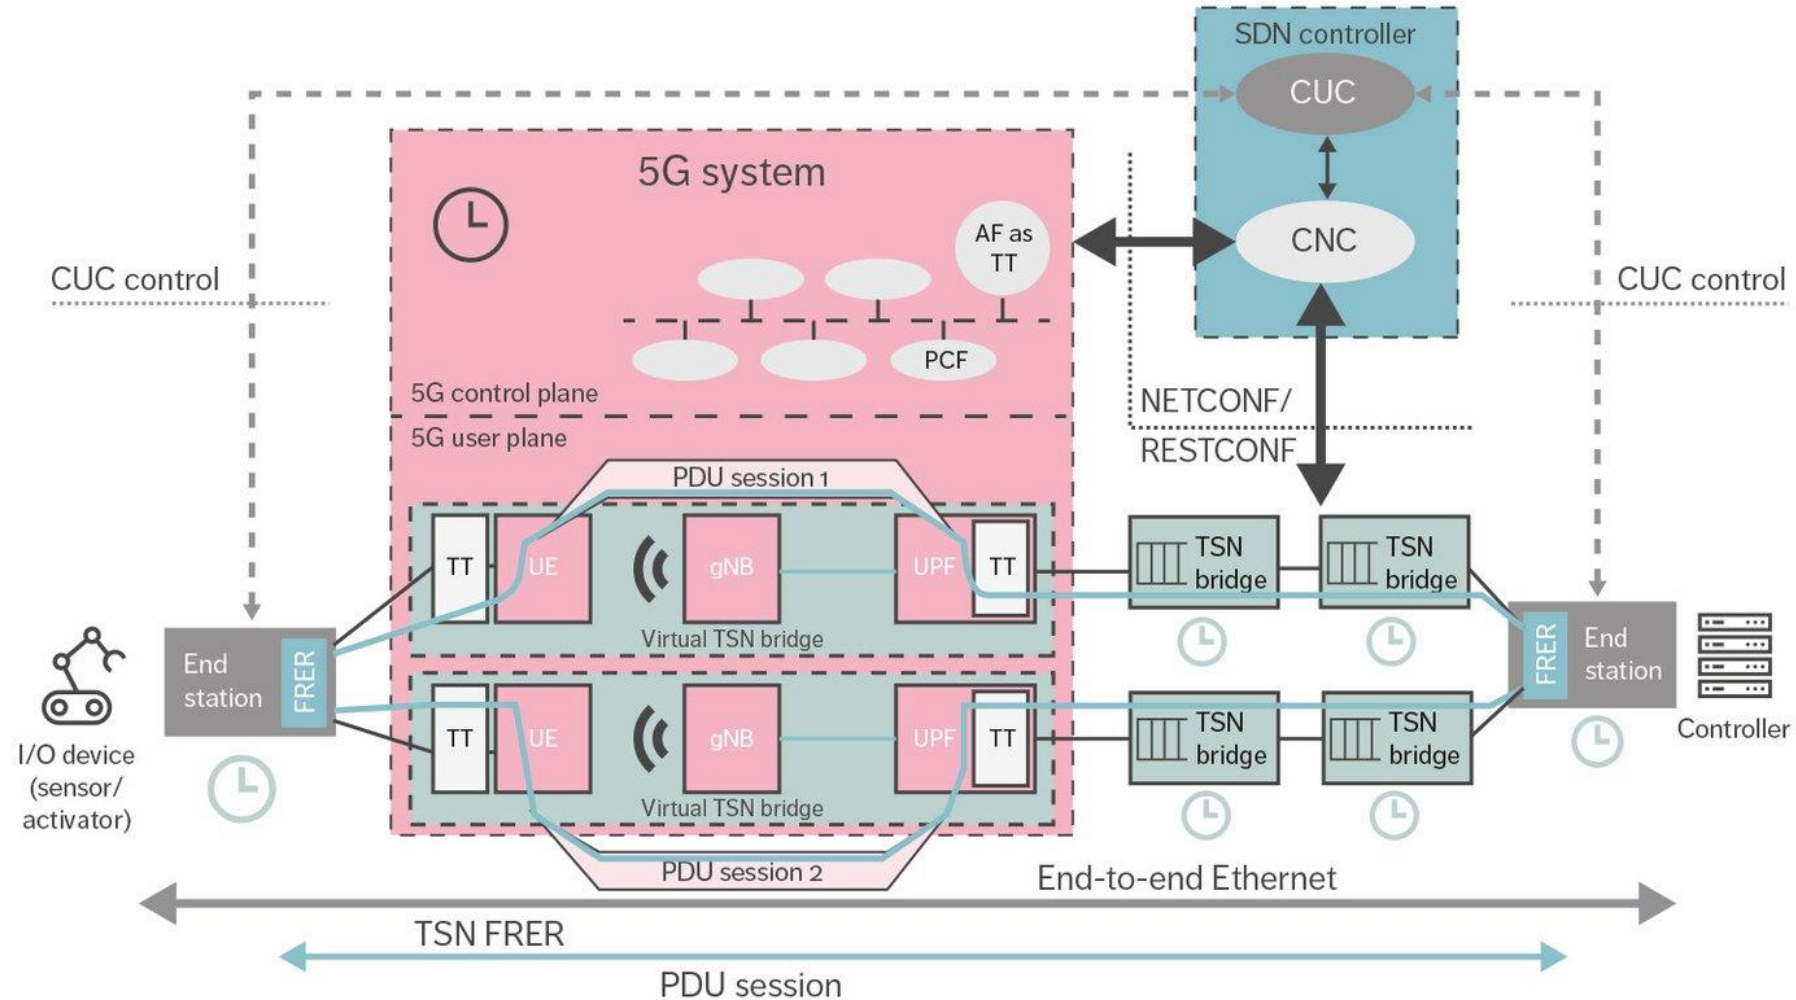 SDN controller
CUC
5G system
AF as
TT
CNC
CUC control
CUC control
PCF
5G control plane
NETCONF/
5G user plane
RESTCONF
PDU session 1
TT
UE
gNB
UPF
TT
TSN
bridge
TSN
bridge
Virtual TSN bridge
End
station
FRER
FRER
End
station
TT
UE
gNB
UPF
TT
TSN
bridge
TSN
bridge
Controller
I/O device
(sensor/
activator)
Virtual TSN bridge
PDU session 2
End-to-end Ethernet
TSN FRER
PDU session